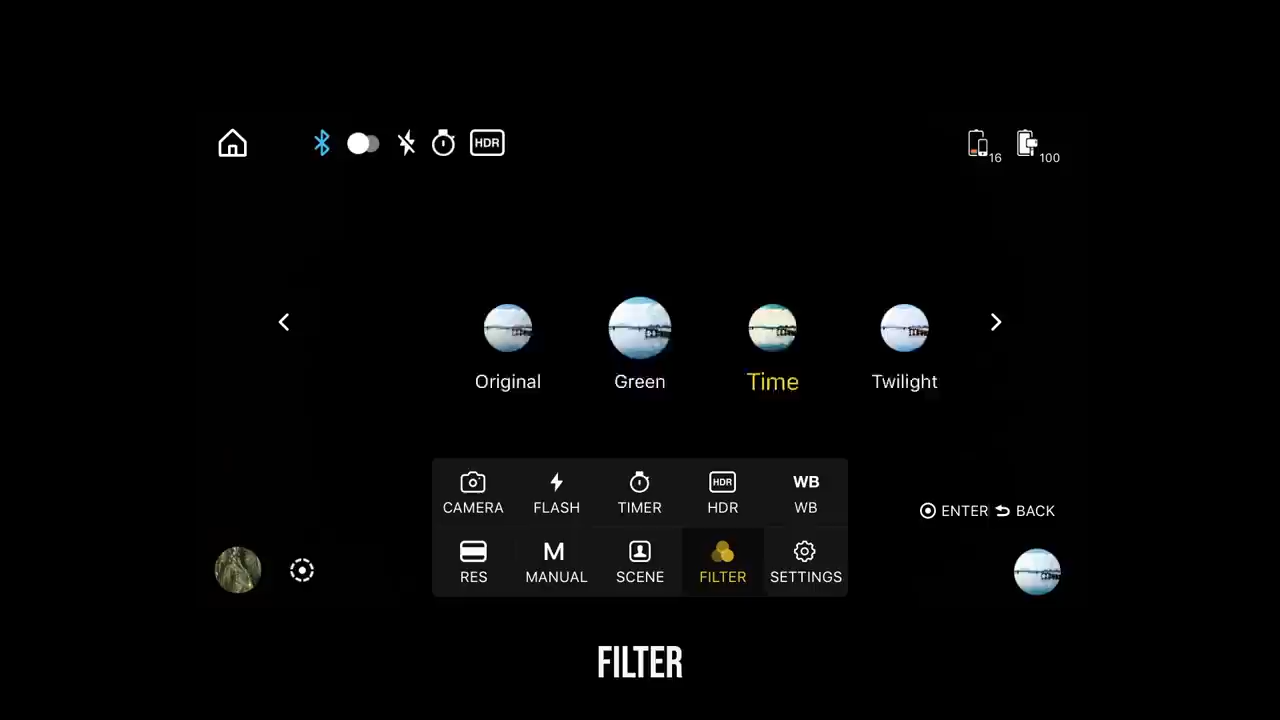 HDR
16
100
Original
Green
Time
Twilight
HDR
WB
CAMERA
FLASH
TIMER
HDR
WB
ENTER
BACK
M
RES
MANUAL
SCENE
FILTER
SETTINGS
FILTER